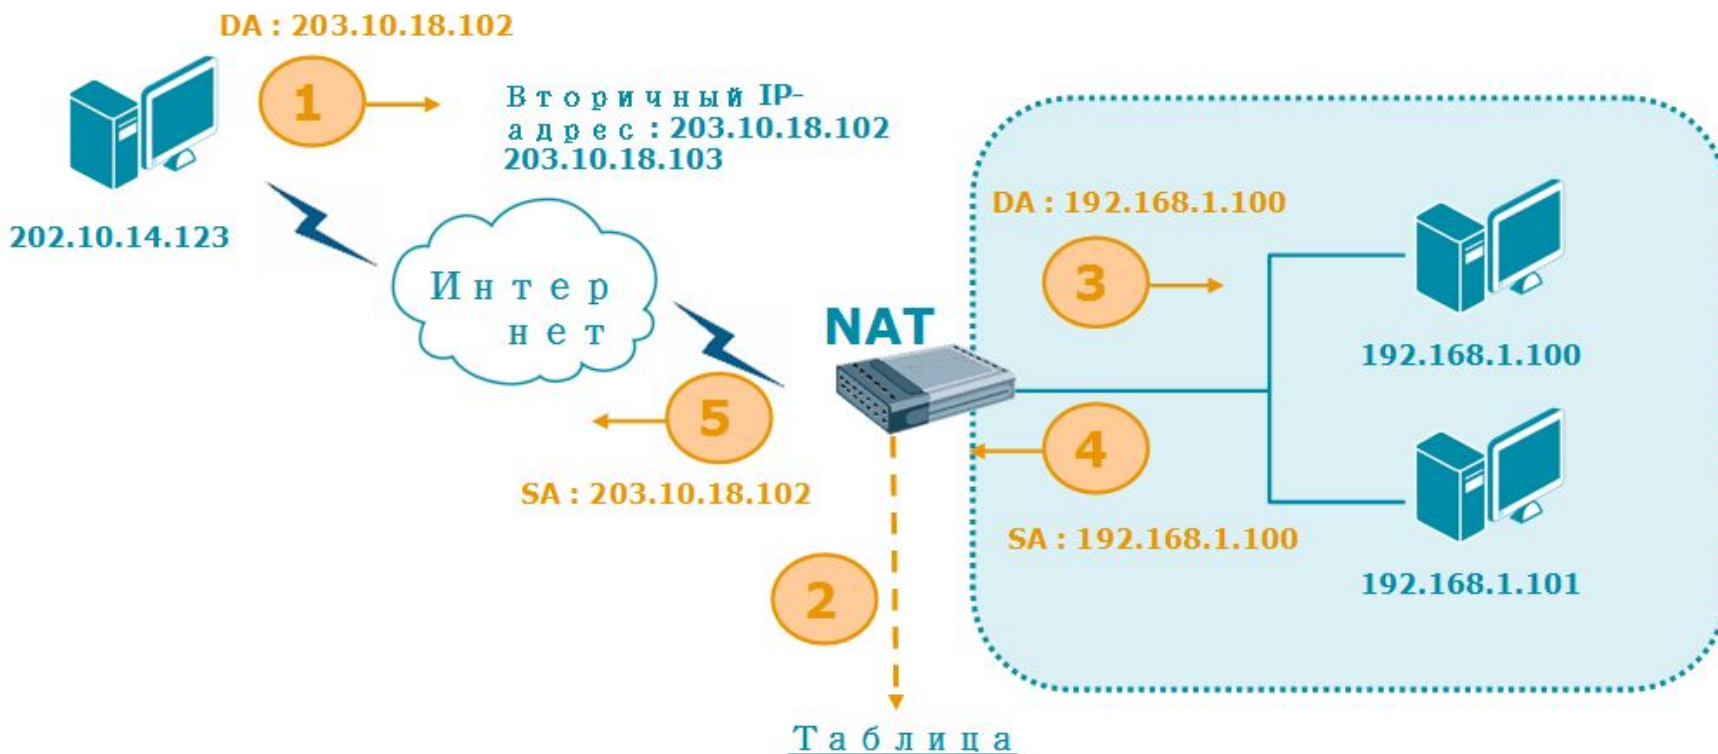 DA : 203.10.18.102
1
Вторичный IP-
адрес : 203.10.18.102
203.10.18.103
202.10.14.123
Интер
нет
NAT
DA : 192.168.1.100
3
192.168.1.100
5
SA : 203.10.18.102
4
SA : 192.168.1.100
192.168.1.101
2
Таблица